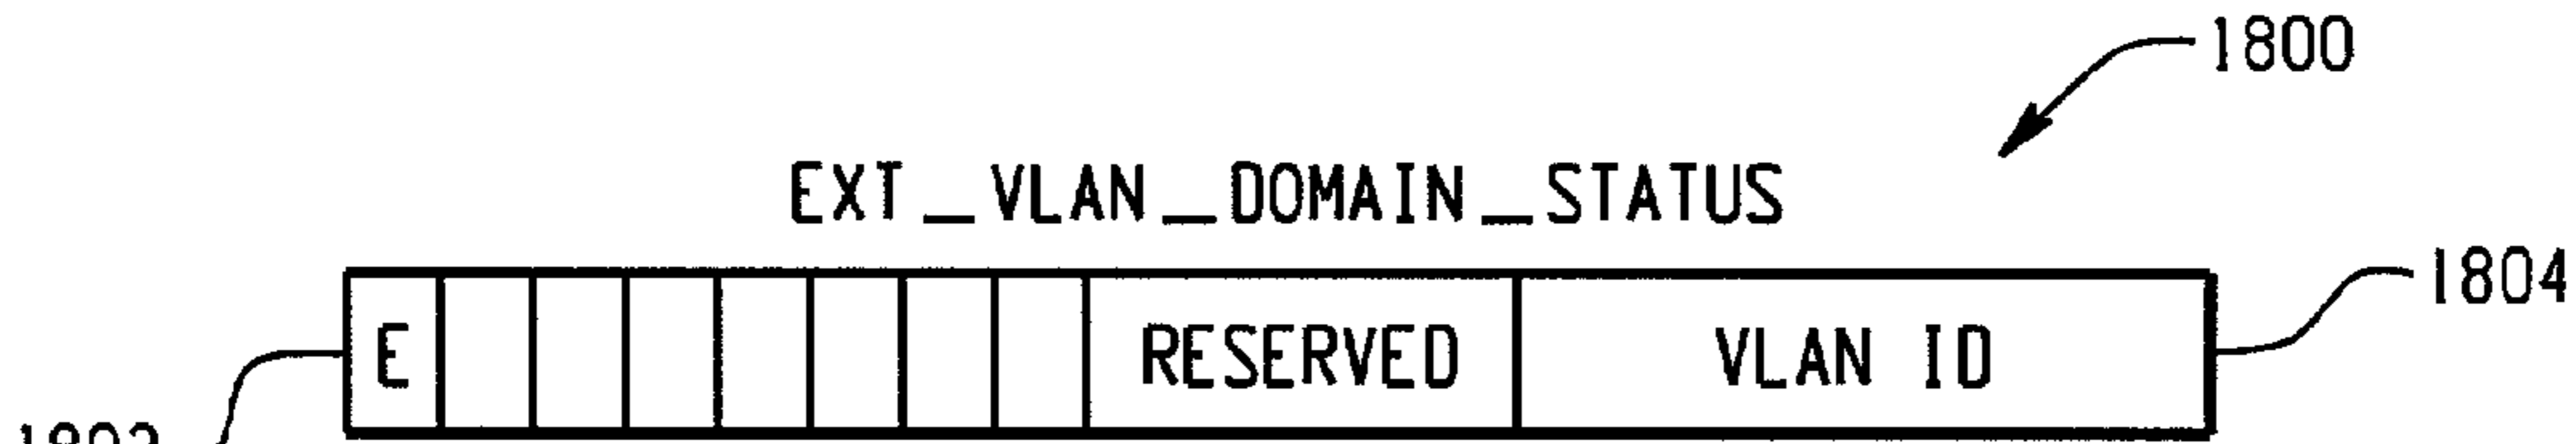 1800
EXT_VLAN_DOMAIN_STATUS
1804
E RESERVED VLAN ID